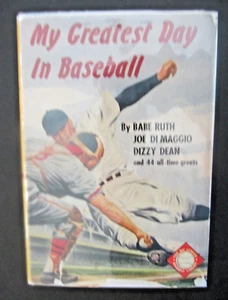 My Greatest Day
In Baseball
By BABE RUTH
JOE DI MAGGIO
DIZZY DEAN
and 44 all-time greats